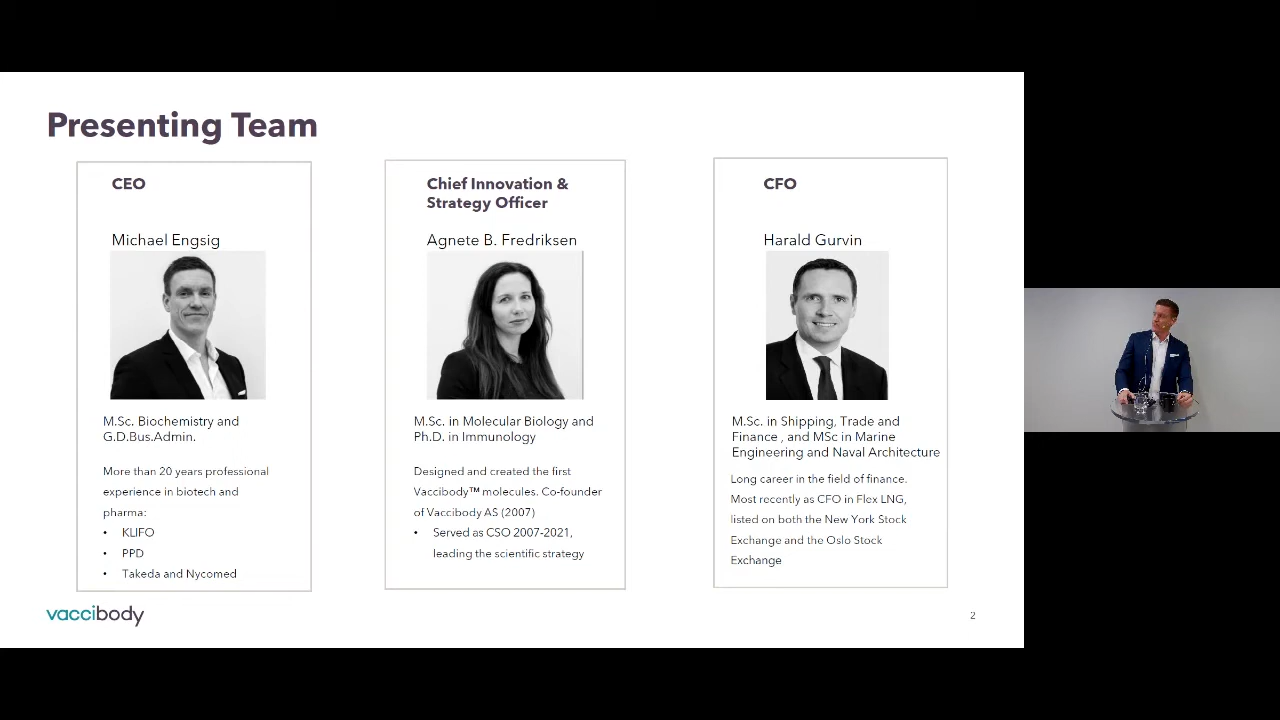 Presenting Team
CEO
Michael Engsig
M.Sc. Biochemistry and
G.D.Bus.Admin.
More than 20 years professional
experience in biotech and
pharma:
• KLIFO
• PPD
• Takeda and Nycomed
Chief Innovation &
Strategy Officer
Agnete B. Fredriksen
M.Sc. in Molecular Biology and
Ph.D. in Immunology
Designed and created the first
Vaccibody™ molecules. Co-founder
of Vaccibody AS (2007)
• Served as CSO 2007-2021,
leading the scientific strategy
CFO
Harald Gurvin
M.Sc. in Shipping, Trade and
Finance , and MSc in Marine
Engineering and Naval Architecture
Long career in the field of finance.
Most recently as CFO in Flex LNG,
listed on both the New York Stock
Exchange and the Oslo Stock
Exchange
vaccibody
2